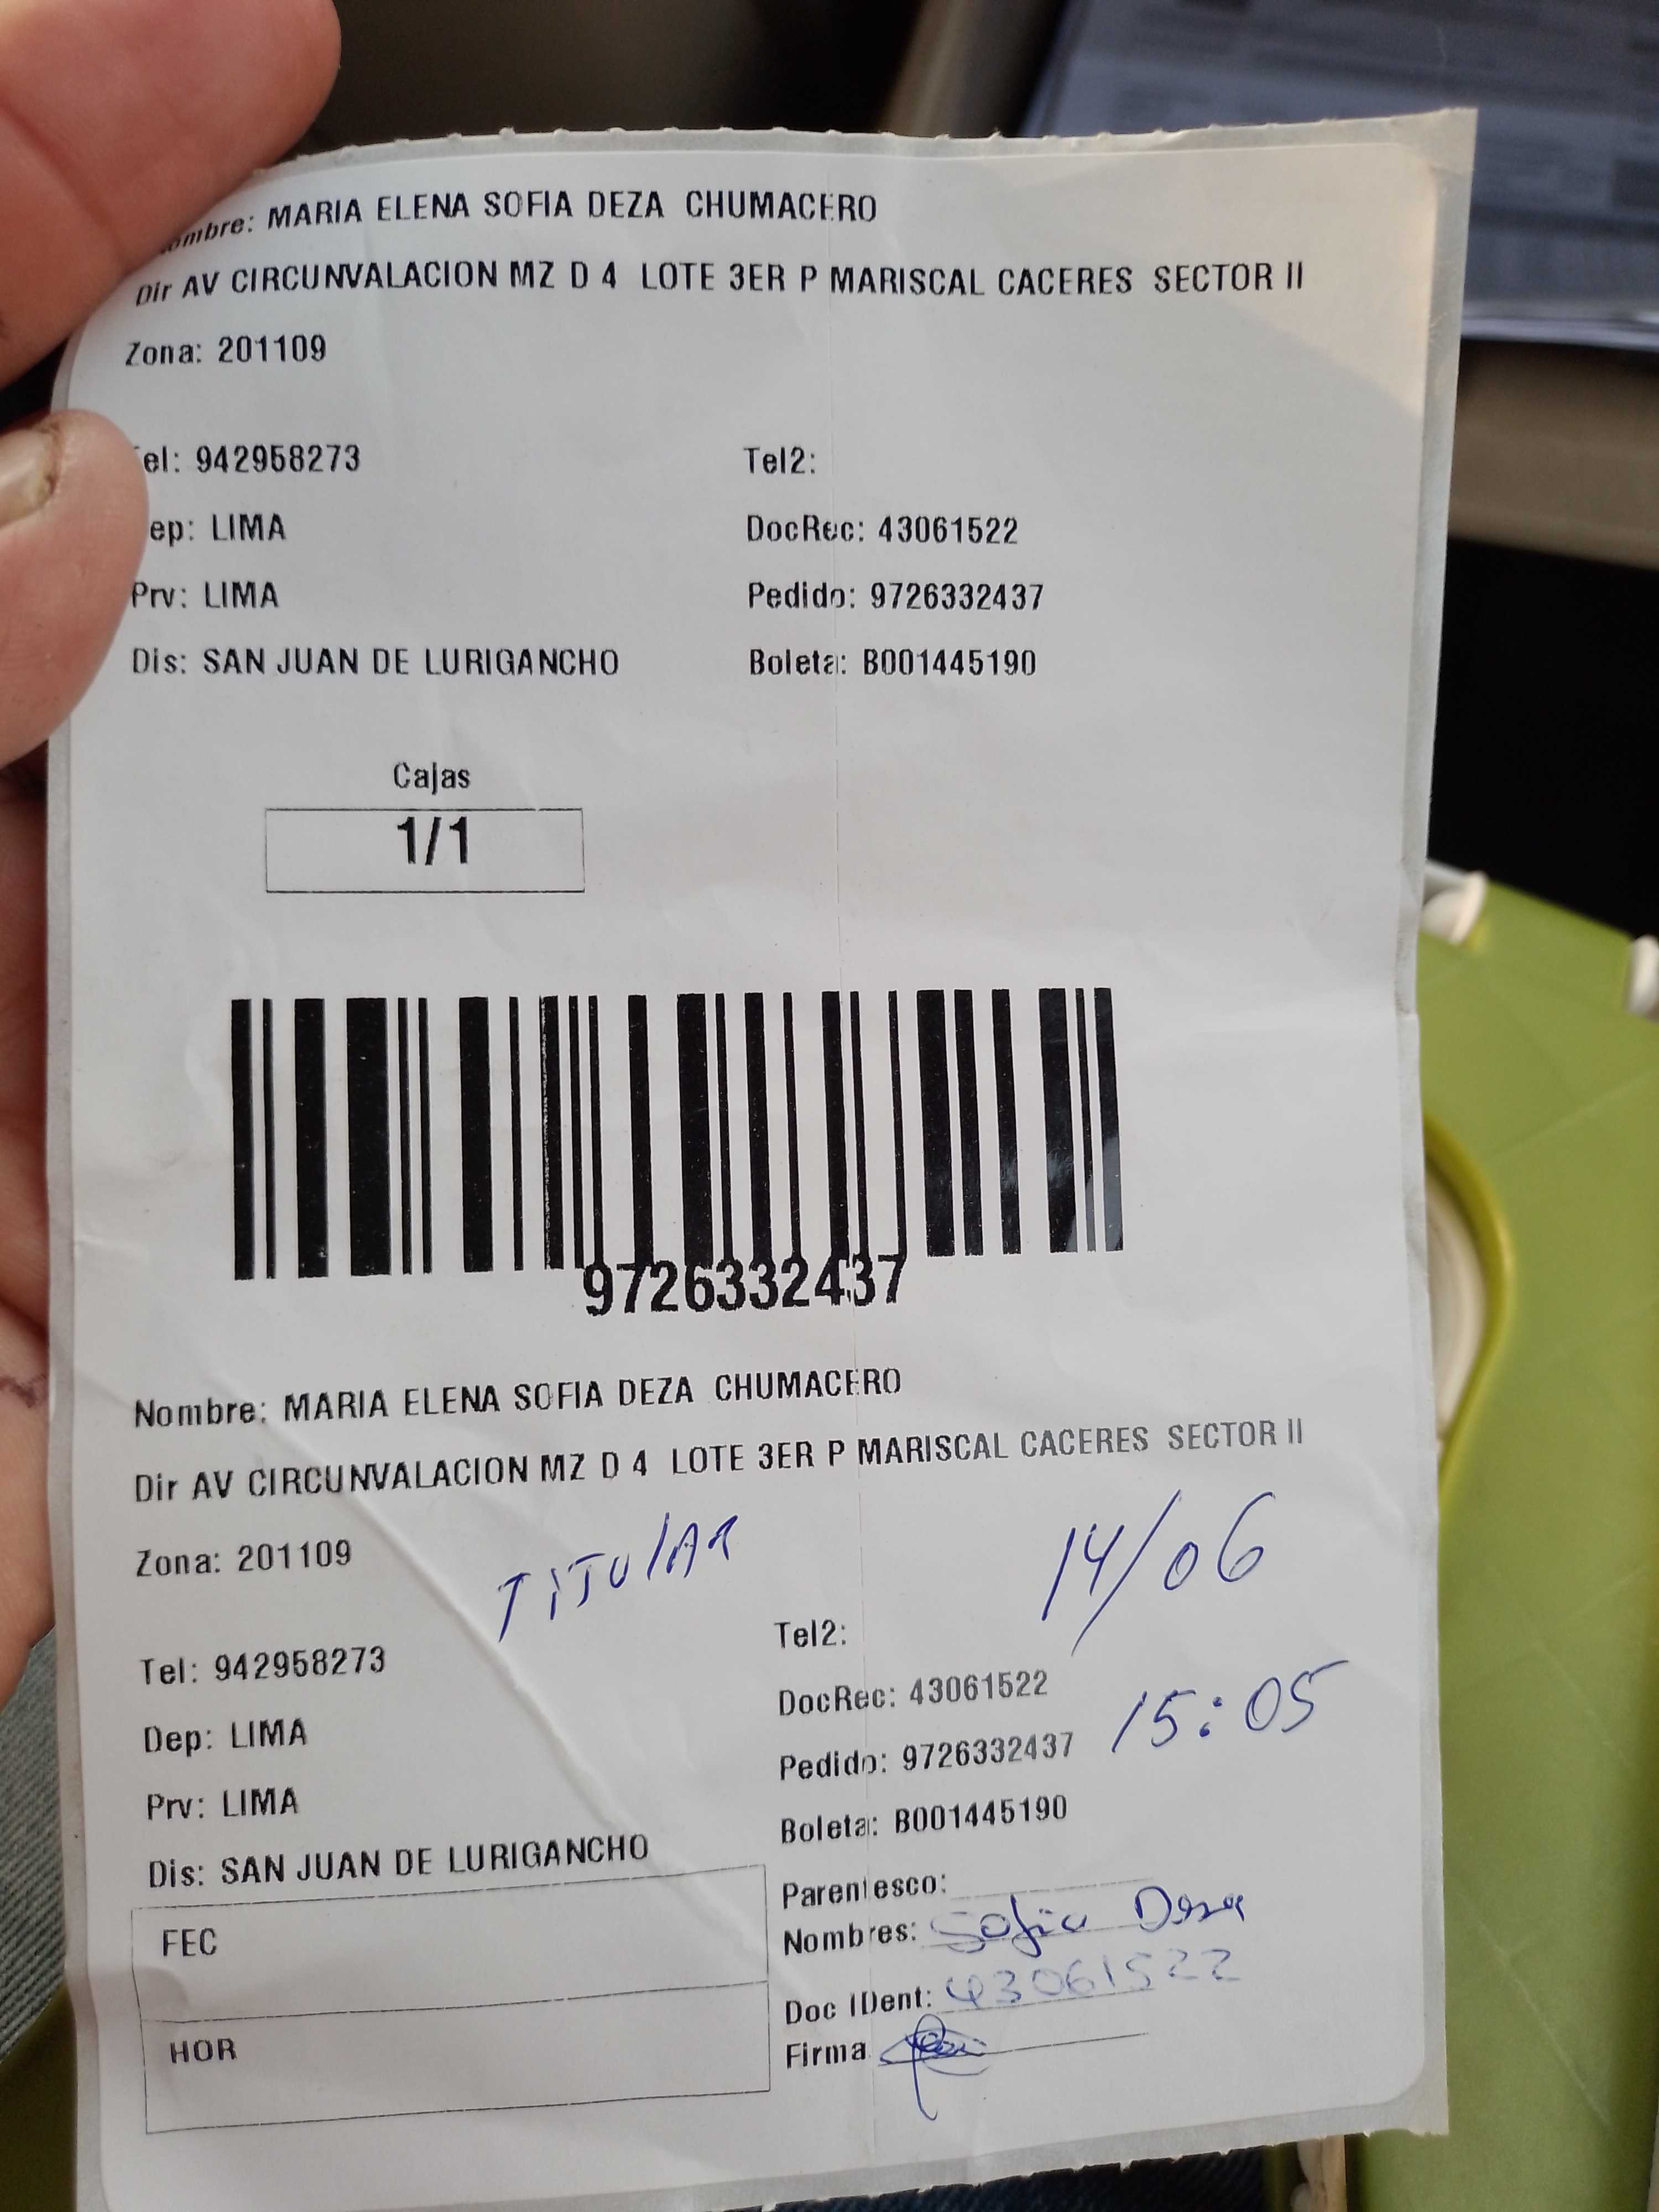 ombre: MARIA ELENA SOFIA DEZA CHUMACERO
Dir AV CIRCUNVALACION MZ D 4 LOTE 3ER P MARISCAL CACERES SECTOR II
Zona: 201109
Tel: 942958273 Tel2:
ep: LIMA DocRec: 43061522
Prv: LIMA Pedido: 9726332437
Dis: SAN JUAN DE LURIGANCHO Boleta: B001445190
Cajas
1/1
9726332437
Nombre: MARIA ELENA SOFIA DEZA CHUMACERO
Dir AV CIRCUNVALACION MZ D 4 LOTE 3ER P MARISCAL CACERES SECTOR II
Zona: 201109 TiTUlAR 14/06
Tel: 942958273 Tel2:
Dep: LIMA DocRec: 43061522 15:05
Prv: LIMA Pedido: 9726332437
Dis: SAN JUAN DE LURIGANCHO Boleta: B001445190
Parentesco:
FEC Nombres: Sofia Deza
Doc IDent: 43061522
HOR Firma